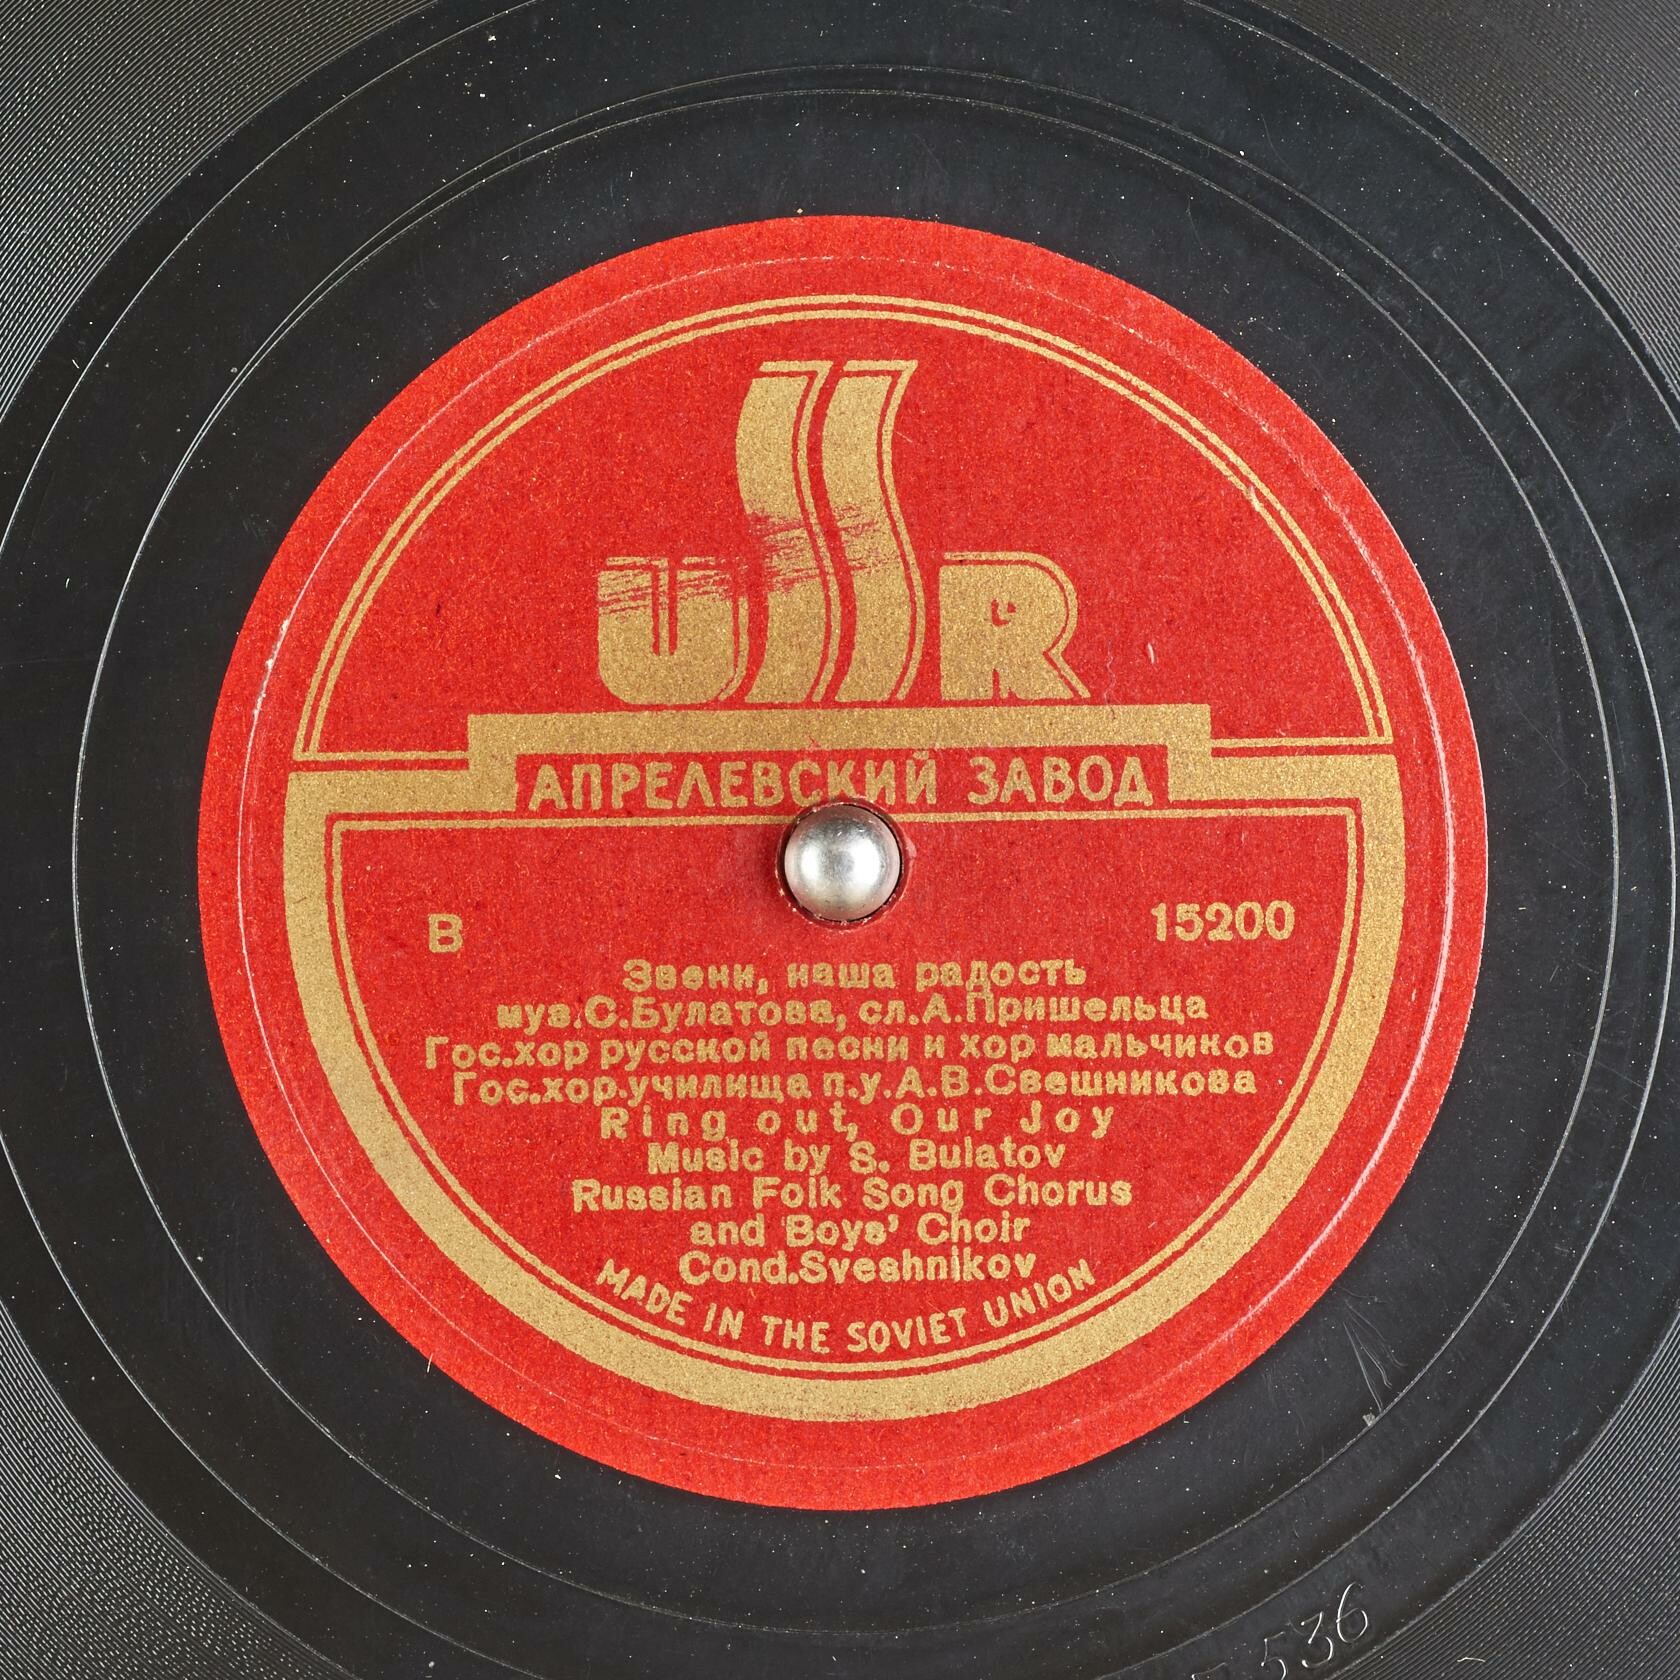 USSR
АПРЕЛЕВСКИЙ ЗАВОД
В 15200
Звени, наша радость
муз.С.Булатова, сл.А.Пришельца
Гос.хор русской песни и хор мальчиков
Гос.хор.училища п.у.А.В.Свешникова
Ring out, Our Joy
Music by S. Bulatov
Russian Folk Song Chorus
and Boys' Choir
Cond.Sveshnikov
MADE IN THE SOVIET UNION
536